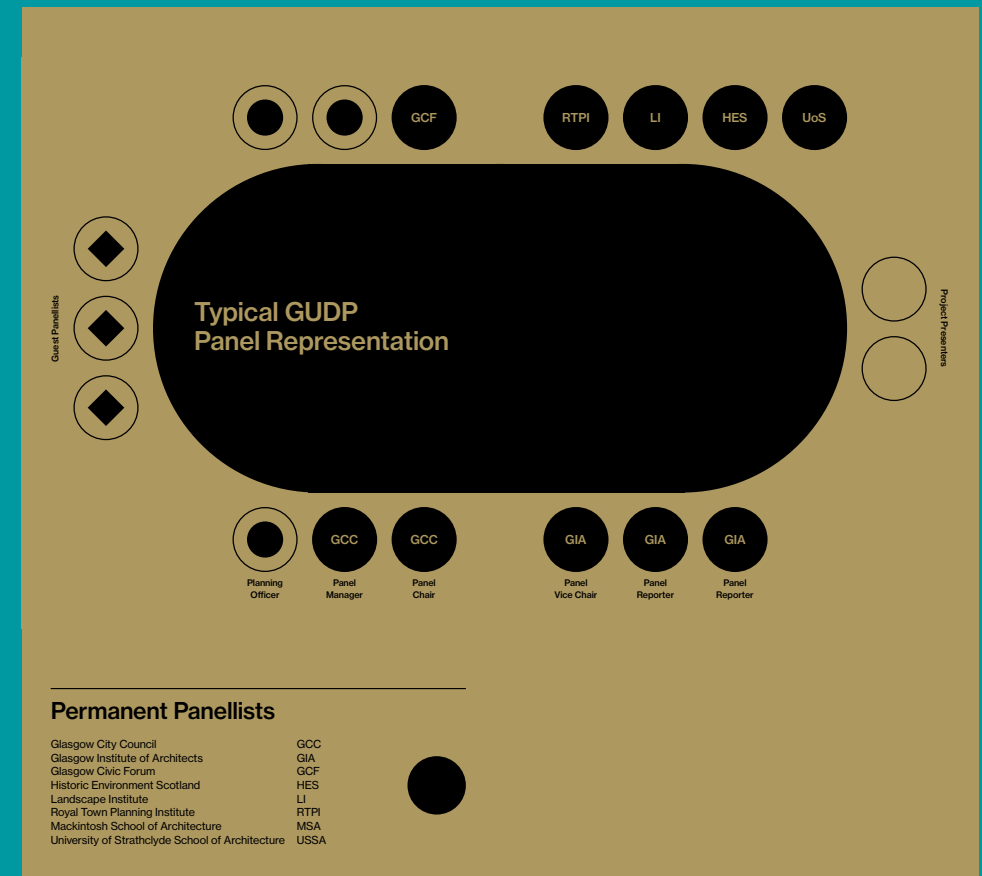 GCF
RTPI
LI
HES
UoS
Guest Panellists
Typical GUDP
Panel Representation
Project Presenters
GCC
GCC
GIA
GIA
GIA
Planning
Officer
Panel
Manager
Panel
Chair
Panel
Vice Chair
Panel
Reporter
Panel
Reporter
Permanent Panellists
Glasgow City Council GCC
Glasgow Institute of Architects GIA
Glasgow Civic Forum GCF
Historic Environment Scotland HES
Landscape Institute LI
Royal Town Planning Institute RTPI
Mackintosh School of Architecture MSA
University of Strathclyde School of Architecture USSA